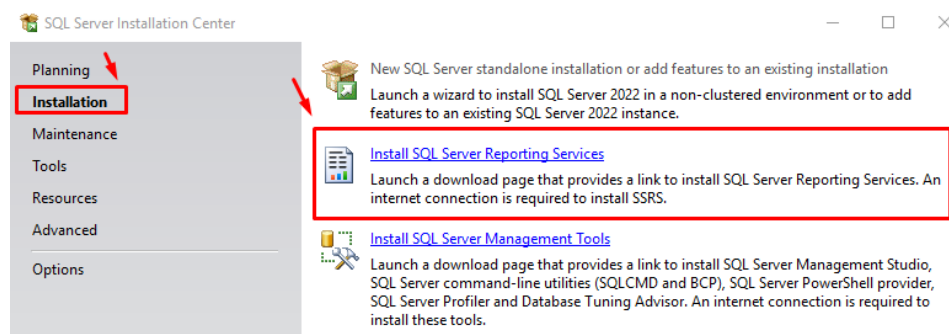 SQL Server Installation Center
Planning
Installation
Maintenance
Tools
Resources
Advanced
Options
New SQL Server standalone installation or add features to an existing installation
Launch a wizard to install SQL Server 2022 in a non-clustered environment or to add
features to an existing SQL Server 2022 instance.
Install SQL Server Reporting Services
Launch a download page that provides a link to install SQL Server Reporting Services. An
internet connection is required to install SSRS.
Install SQL Server Management Tools
Launch a download page that provides a link to install SQL Server Management Studio,
SQL Server command-line utilities (SQLCMD and BCP), SQL Server PowerShell provider,
SQL Server Profiler and Database Tuning Advisor. An internet connection is required to
install these tools.